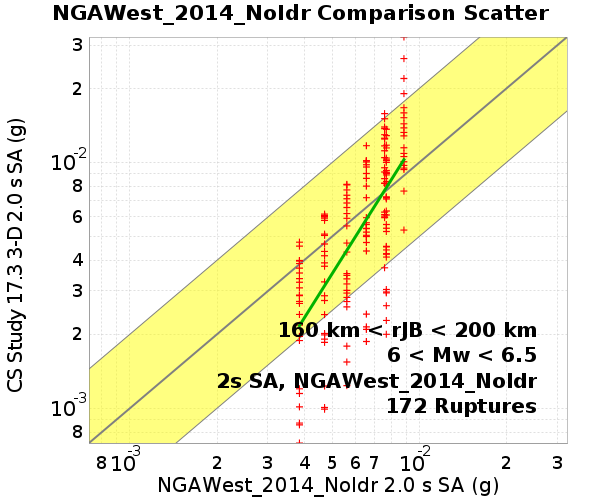 NGAWest_2014_NoIdr Comparison Scatter
CS Study 17.3 3-D 2.0 s SA (g)
3
2
10-2
8
6
4
3
2
10-3
8
160 km < rJB < 200 km
6 < Mw < 6.5
2s SA, NGAWest_2014_NoIdr
172 Ruptures
8 10-3 2 3 4 5 6 7 10-2 2 3
NGAWest_2014_NoIdr 2.0 s SA (g)